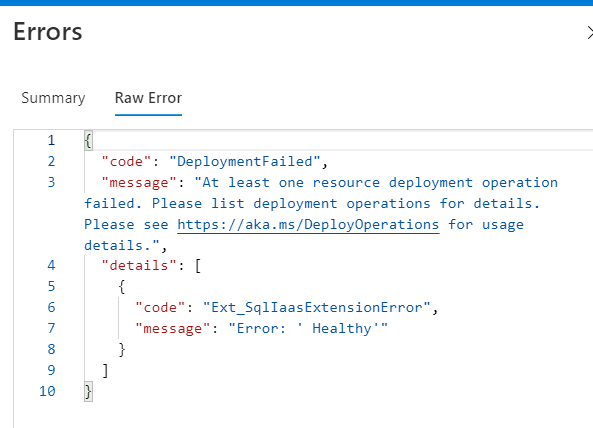 Errors
Summary Raw Error
1 {
2 "code": "DeploymentFailed",
3 "message": "At least one resource deployment operation
failed. Please list deployment operations for details.
Please see https://aka.ms/DeployOperations for usage
details.",
4 "details": [
5 {
6 "code": "Ext_SqlIaasExtensionError",
7 "message": "Error: ' Healthy'"
8 }
9 ]
10 }